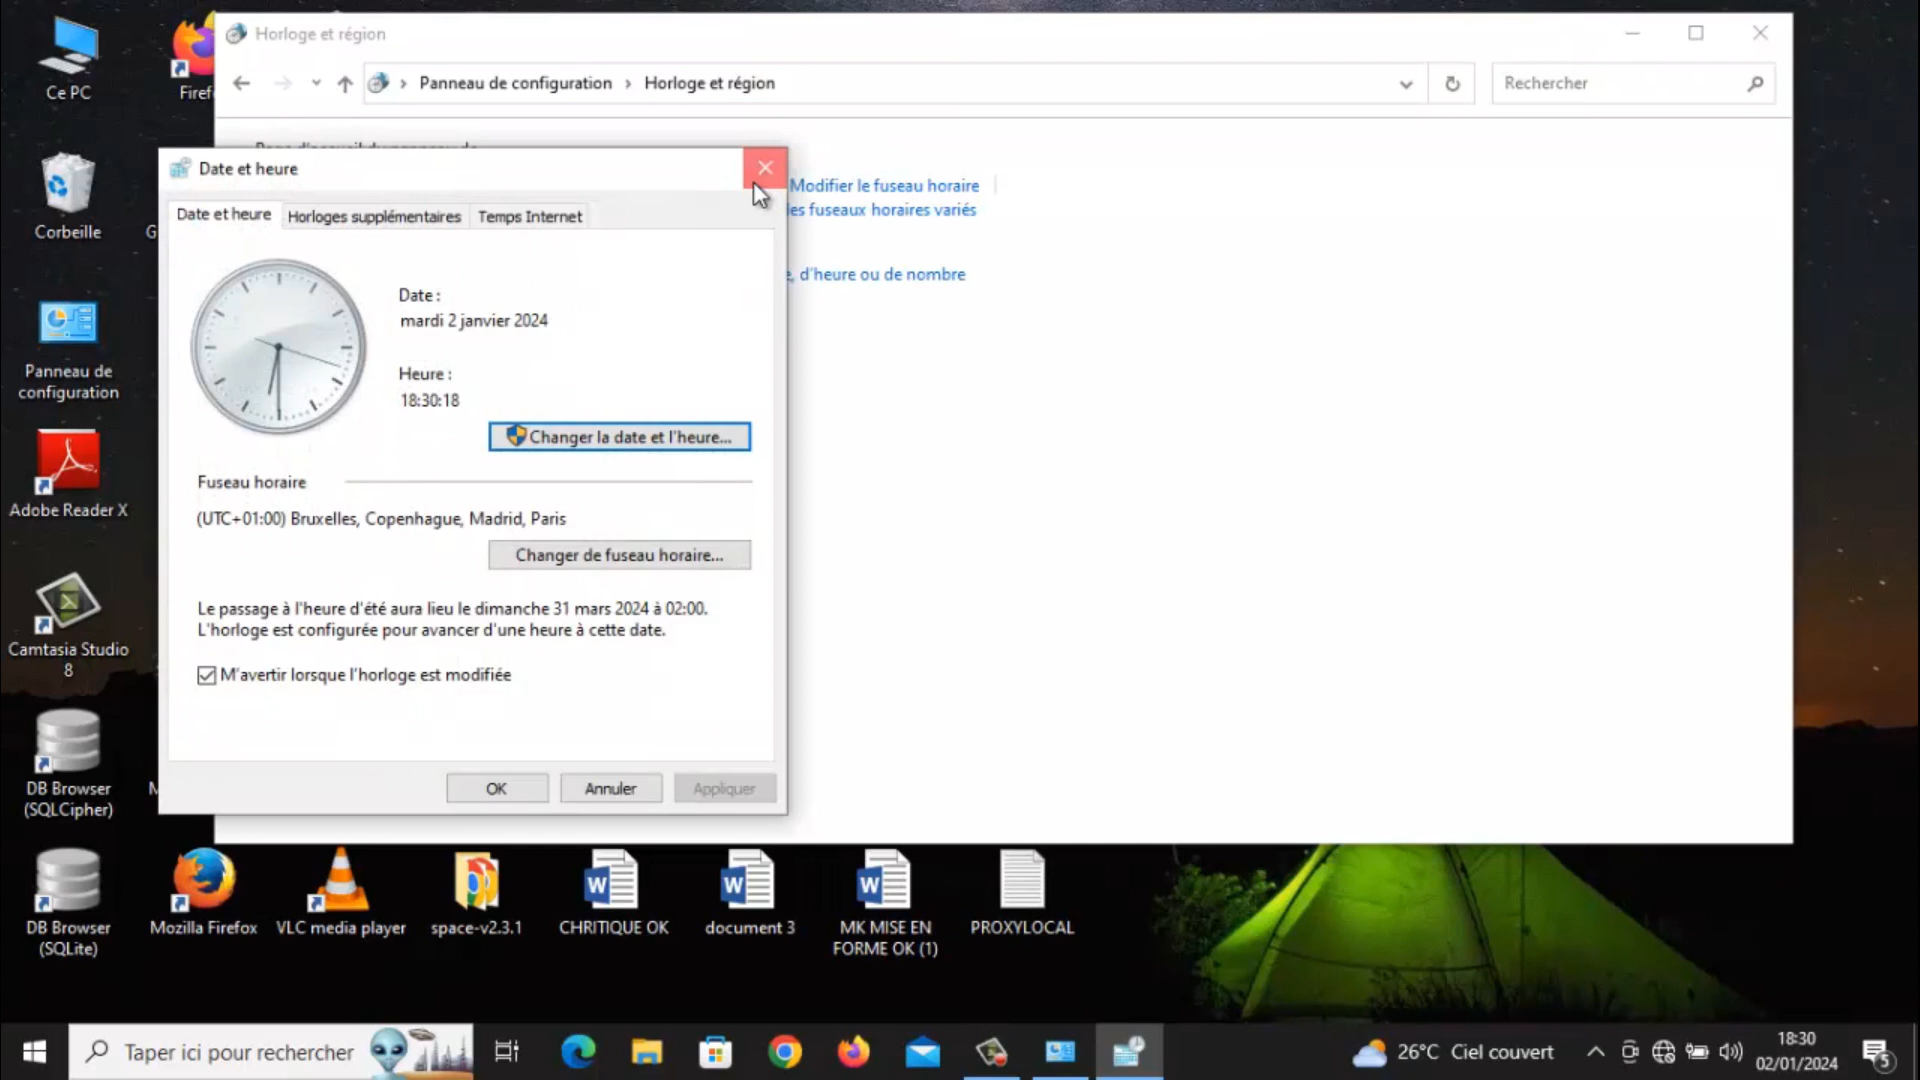 Ce PC
Corbeille
Panneau de
configuration
Adobe Reader X
Camtasia Studio
8
DB Browser
(SQLCipher)
DB Browser
(SQLite)
Firef
G
Horloge et région
Panneau de configuration › Horloge et région
Rechercher
Modifier le fuseau horaire
les fuseaux horaires variés
, d'heure ou de nombre
Date et heure
Date et heure
Horloges supplémentaires
Temps Internet
Date :
mardi 2 janvier 2024
Heure :
18:30:18
Changer la date et l'heure...
Fuseau horaire
(UTC+01:00) Bruxelles, Copenhague, Madrid, Paris
Changer de fuseau horaire...
Le passage à l'heure d'été aura lieu le dimanche 31 mars 2024 à 02:00.
L'horloge est configurée pour avancer d'une heure à cette date.
M'avertir lorsque l'horloge est modifiée
OK
Annuler
Appliquer
Mozilla Firefox
VLC media player
space-v2.3.1
CHRITIQUE OK
document 3
MK MISE EN
FORME OK (1)
PROXYLOCAL
Taper ici pour rechercher
26°C Ciel couvert
18:30
02/01/2024
5